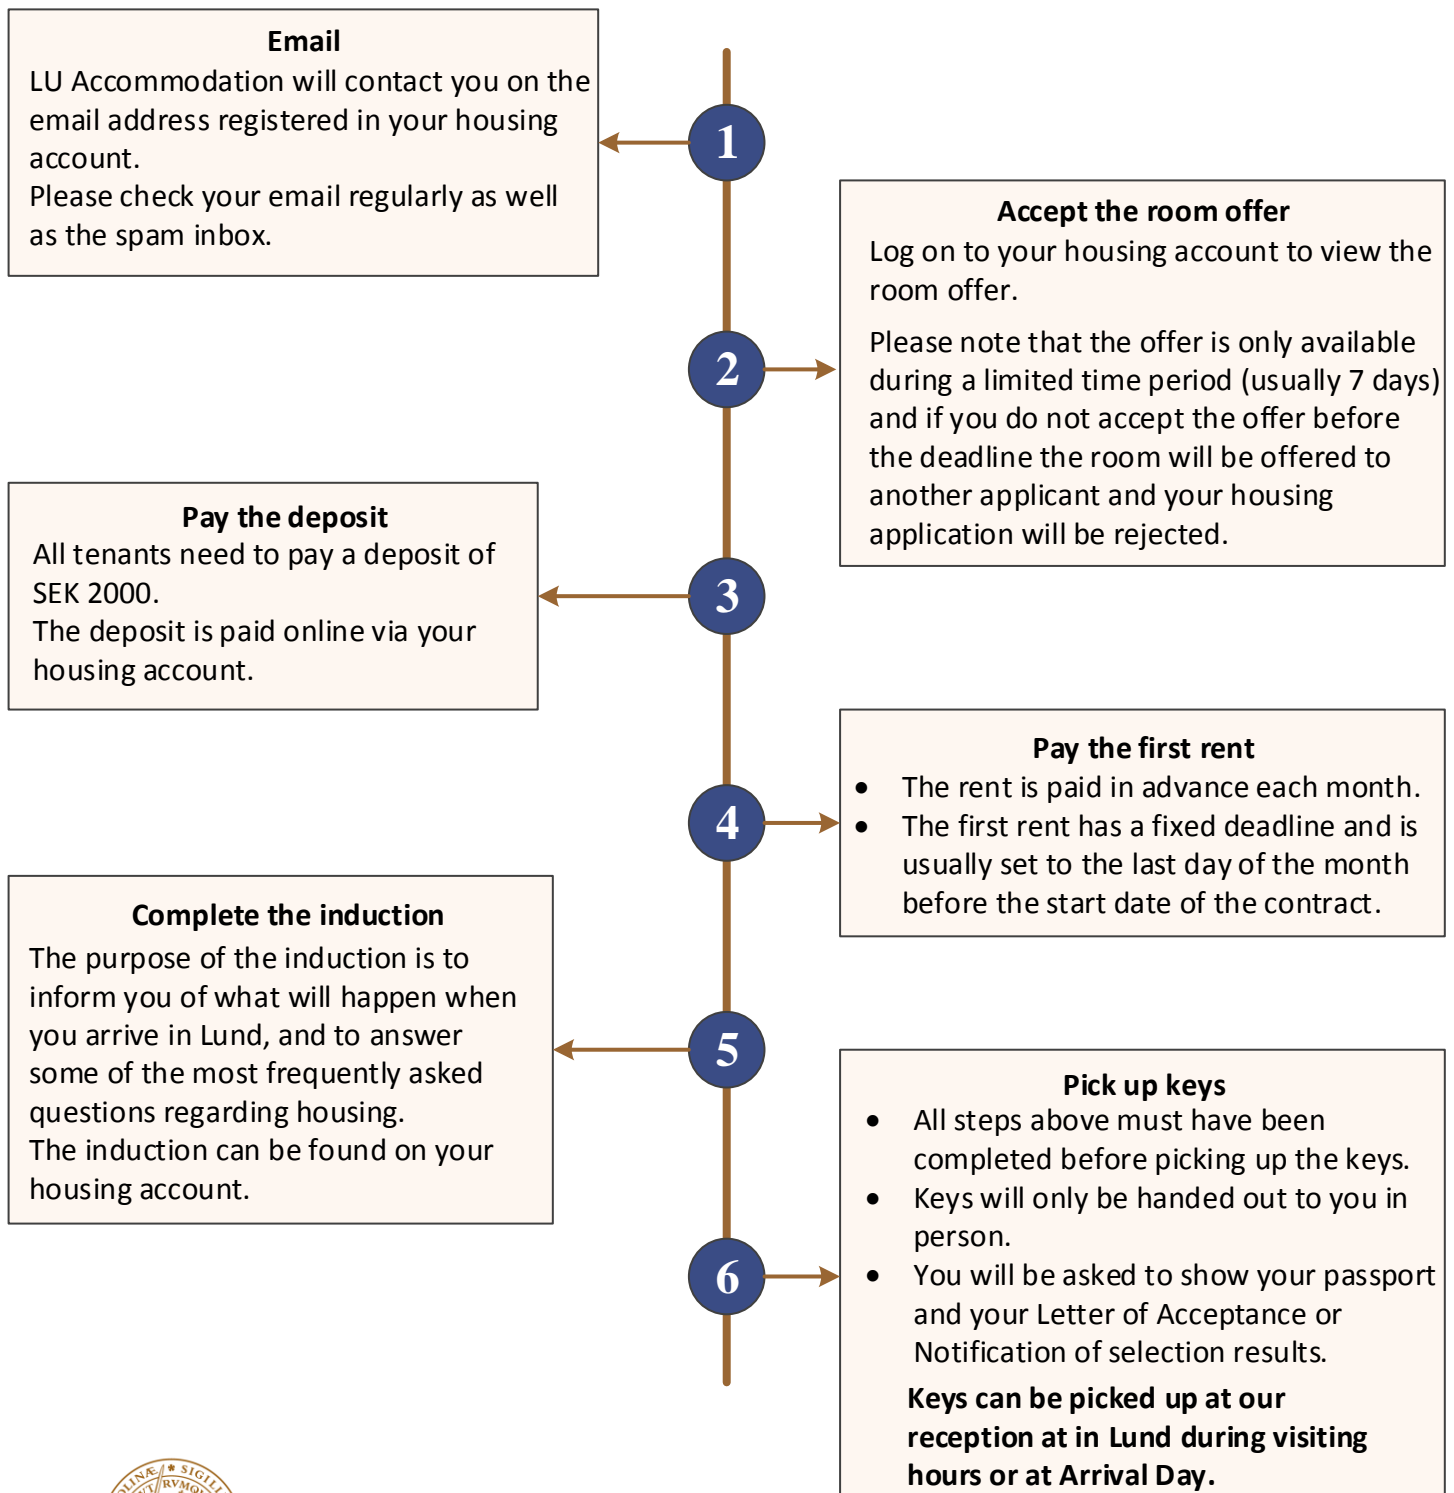 Email
LU Accommodation will contact you on the
email address registered in your housing
account.
Please check your email regularly as well
as the spam inbox.
1
Accept the room offer
Log on to your housing account to view the
room offer.
Please note that the offer is only available
during a limited time period (usually 7 days)
and if you do not accept the offer before
the deadline the room will be offered to
another applicant and your housing
application will be rejected.
2
Pay the deposit
All tenants need to pay a deposit of
SEK 2000.
The deposit is paid online via your
housing account.
3
Pay the first rent
• The rent is paid in advance each month.
• The first rent has a fixed deadline and is
usually set to the last day of the month
before the start date of the contract.
4
Complete the induction
The purpose of the induction is to
inform you of what will happen when
you arrive in Lund, and to answer
some of the most frequently asked
questions regarding housing.
The induction can be found on your
housing account.
5
Pick up keys
• All steps above must have been
completed before picking up the keys.
• Keys will only be handed out to you in
person.
• You will be asked to show your passport
and your Letter of Acceptance or
Notification of selection results.
Keys can be picked up at our
reception at in Lund during visiting
hours or at Arrival Day.
6